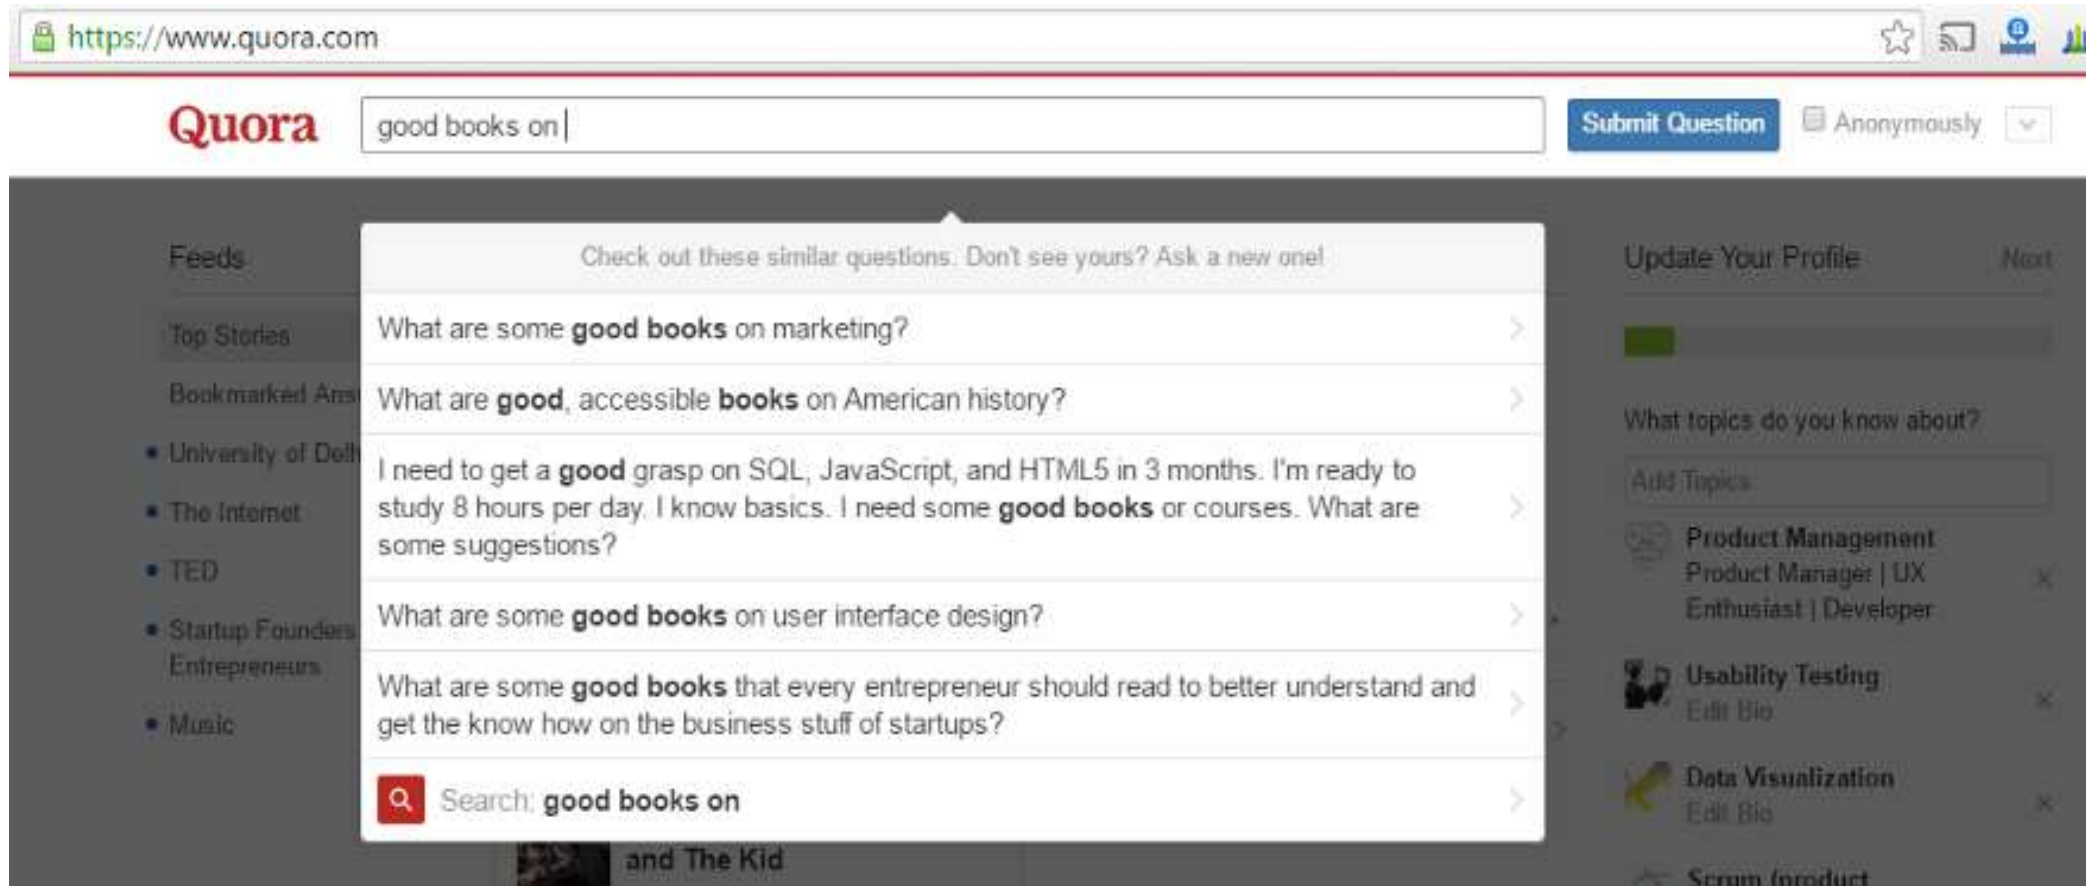 https://www.quora.com
Quora
good books on
Submit Question
Anonymously
Feeds
Top Stories
Bookmarked
University of
The Internet
TED
Startup Founders
Entrepreneurs
Music
Check out these similar questions. Don't see yours? Ask a new one!
What are some good books on marketing?
What are good, accessible books on American history?
I need to get a good grasp on SQL, JavaScript, and HTML5 in 3 months. I'm ready to
study 8 hours per day. I know basics. I need some good books or courses. What are
some suggestions?
What are some good books on user interface design?
What are some good books that every entrepreneur should read to better understand and
get the know how on the business stuff of startups?
Search: good books on
and The Kid
Update Your Profile
Next
What topics do you know about?
Add Topics
Product Management
Product Manager | UX
Enthusiast | Developer
Usability Testing
Edit Bio
Data Visualization
Edit Bio
Scrum (product